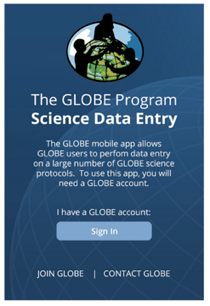 The GLOBE Program
Science Data Entry
The GLOBE mobile app allows
GLOBE users to perfom data entry
on a large number of GLOBE science
protocols. To use this app, you will
need a GLOBE account.
I have a GLOBE account:
Sign In
JOIN GLOBE | CONTACT GLOBE